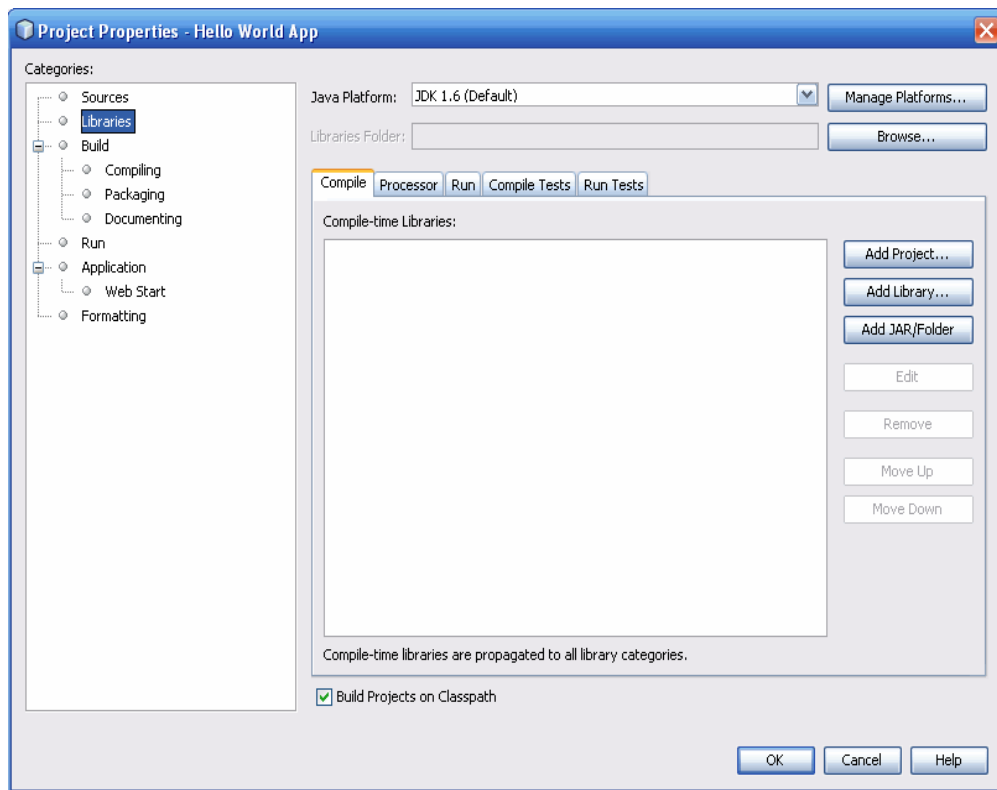 Project Properties - Hello World App
Categories:
Sources
Libraries
Build
Compiling
Packaging
Documenting
Run
Application
Web Start
Formatting
Java Platform: JDK 1.6 (Default) Manage Platforms...
Libraries Folder: Browse...
Compile Processor Run Compile Tests Run Tests
Compile-time Libraries:
Add Project...
Add Library...
Add JAR/Folder
Edit
Remove
Move Up
Move Down
Compile-time libraries are propagated to all library categories.
Build Projects on Classpath
OK Cancel Help